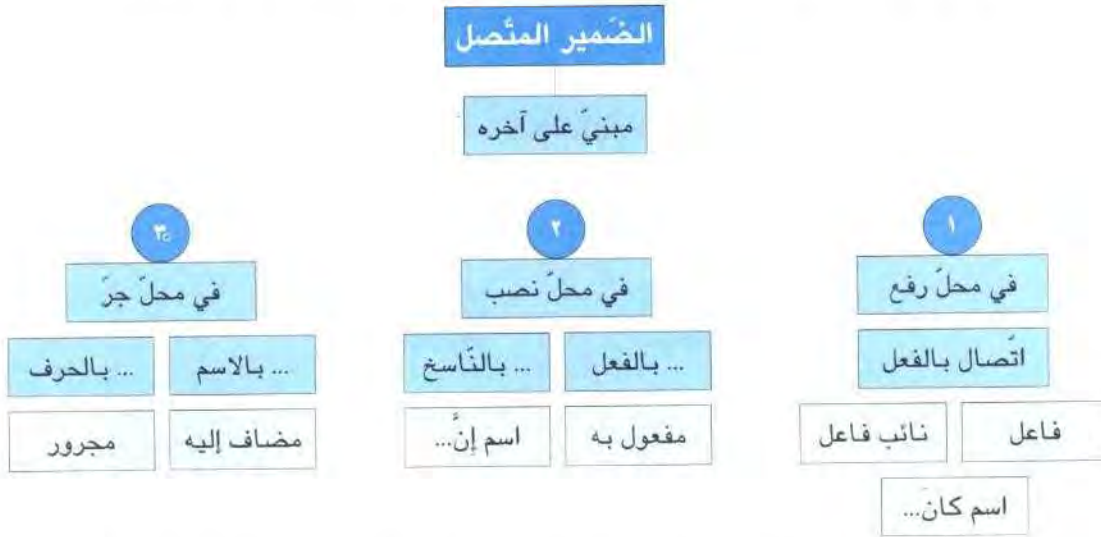 الضّمير المتّصل
مبنيّ على آخره
١
٢
٣
في محلّ رفع
في محلّ نصب
في محلّ جرّ
اتّصال بالفعل
... بالفعل
... بالنّاسخ
... بالاسم
... بالحرف
فاعل
نائب فاعل
مفعول به
اسم إنَّ...
مضاف إليه
مجرور
اسم كانَ...